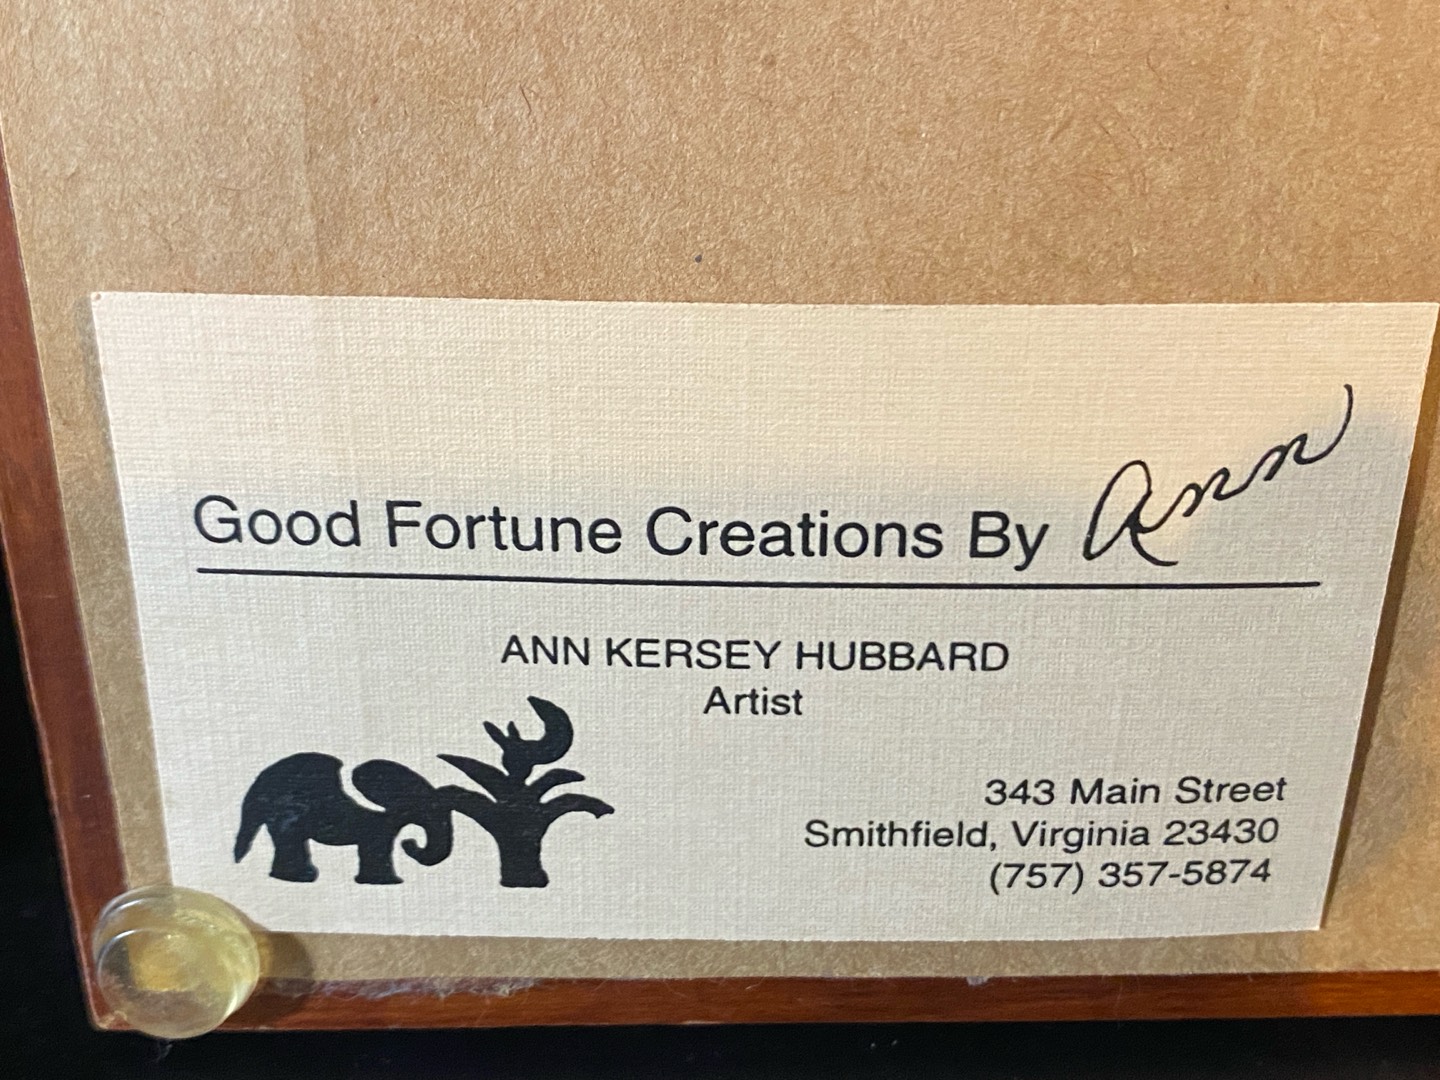 Good Fortune Creations By Ann
ANN KERSEY HUBBARD
Artist
343 Main Street
Smithfield, Virginia 23430
(757) 357-5874